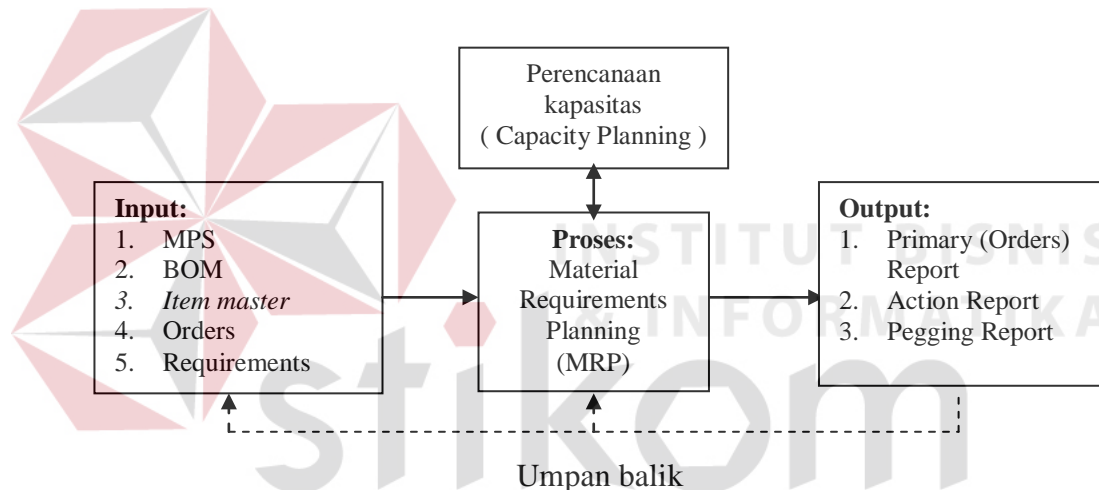 Perencanaan
kapasitas
( Capacity Planning )
Input:
1. MPS
2. BOM
3. Item master
4. Orders
5. Requirements
Proses:
Material
Requirements
Planning
(MRP)
Output:
1. Primary (Orders)
Report
2. Action Report
3. Pegging Report
Umpan balik
INSTITUT BISNIS
& INFORMATIKA
stikom